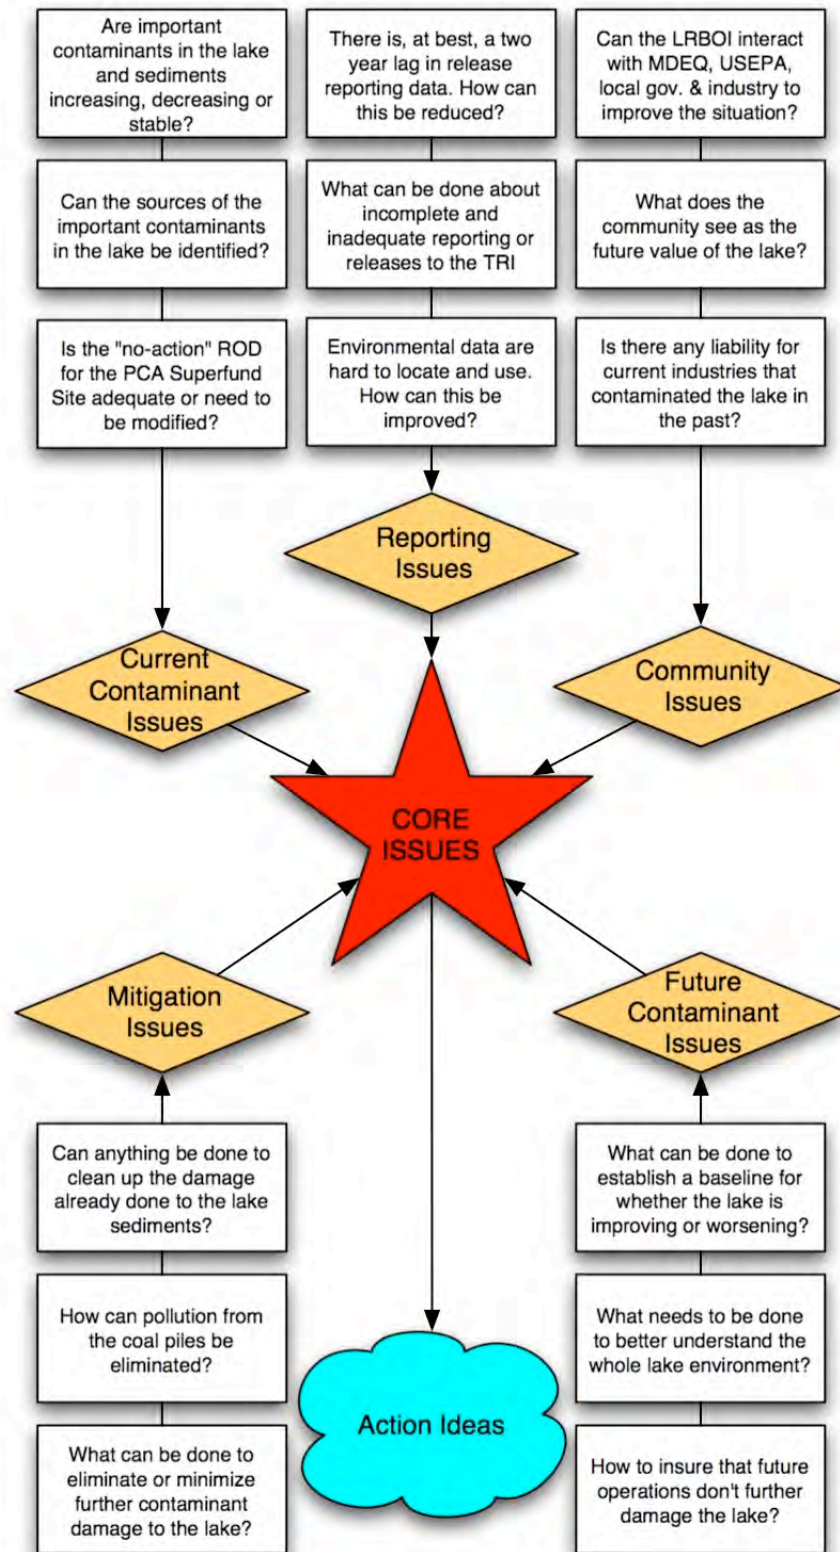 Are important
contaminants in the lake
and sediments
increasing, decreasing or
stable?
There is, at best, a two
year lag in release
reporting data. How can
this be reduced?
Can the LRBOI interact
with MDEQ, USEPA,
local gov. & industry to
improve the situation?
Can the sources of the
important contaminants
in the lake be identified?
What can be done about
incomplete and
inadequate reporting or
releases to the TRI
What does the
community see as the
future value of the lake?
Is the "no-action" ROD
for the PCA Superfund
Site adequate or need to
be modified?
Environmental data are
hard to locate and use.
How can this be
improved?
Is there any liability for
current industries that
contaminated the lake in
the past?
Reporting
Issues
Current
Contaminant
Issues
Community
Issues
CORE
ISSUES
Mitigation
Issues
Future
Contaminant
Issues
Can anything be done to
clean up the damage
already done to the lake
sediments?
What can be done to
establish a baseline for
whether the lake is
improving or worsening?
How can pollution from
the coal piles be
eliminated?
What needs to be done
to better understand the
whole lake environment?
Action Ideas
What can be done to
eliminate or minimize
further contaminant
damage to the lake?
How to insure that future
operations don't further
damage the lake?